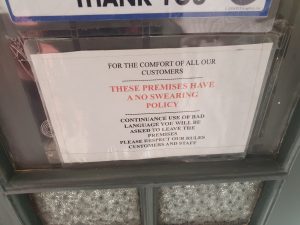 THANK YOU
FOR THE COMFORT OF ALL OUR
CUSTOMERS
THESE PREMISES HAVE
A NO SWEARING
POLICY
CONTINUANCE USE OF BAD
LANGUAGE YOU WILL BE
ASKED TO LEAVE THE
PREMISES
PLEASE RESPECT OUR RULES
CUSTOMERS AND STAFF